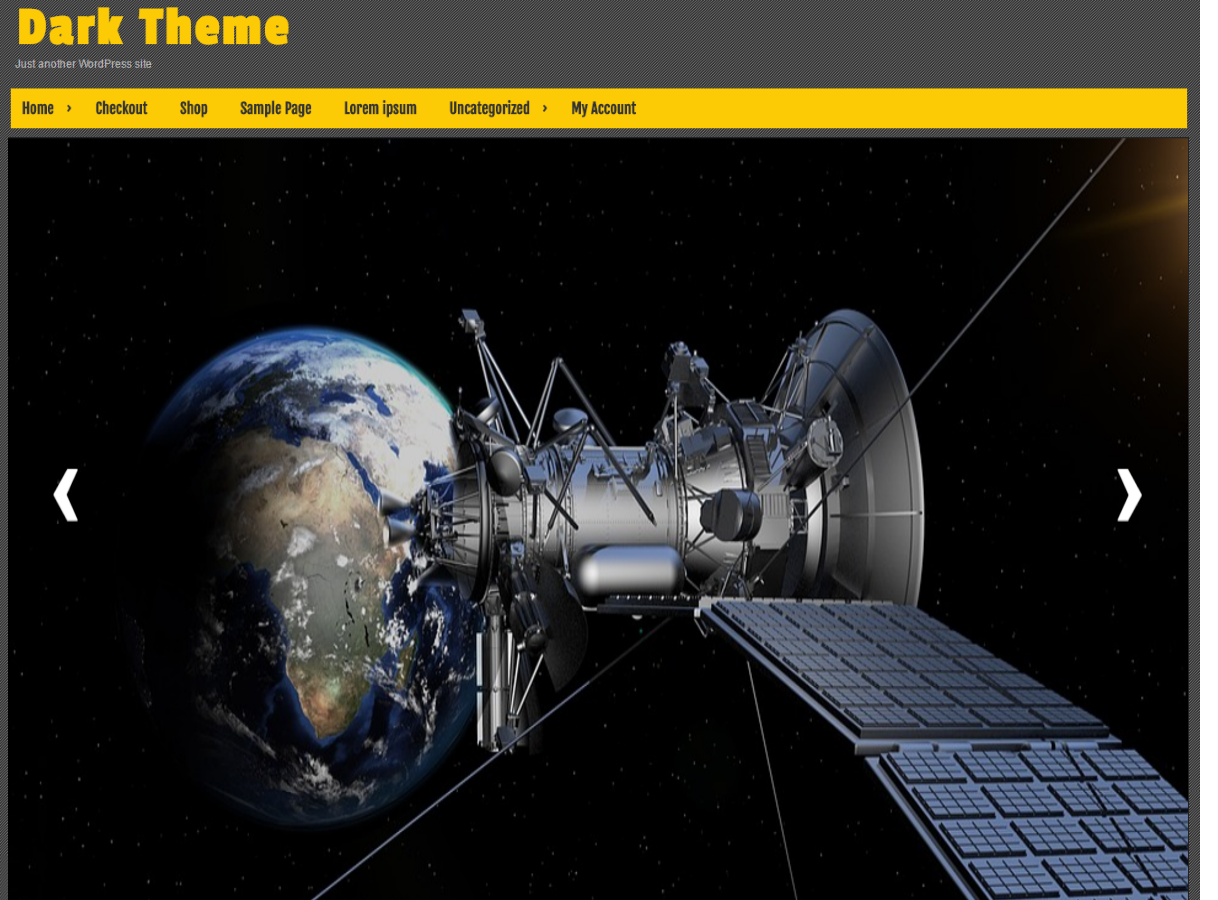 Dark Theme
Just another WordPress site
Home › Checkout Shop Sample Page Lorem ipsum Uncategorized › My Account